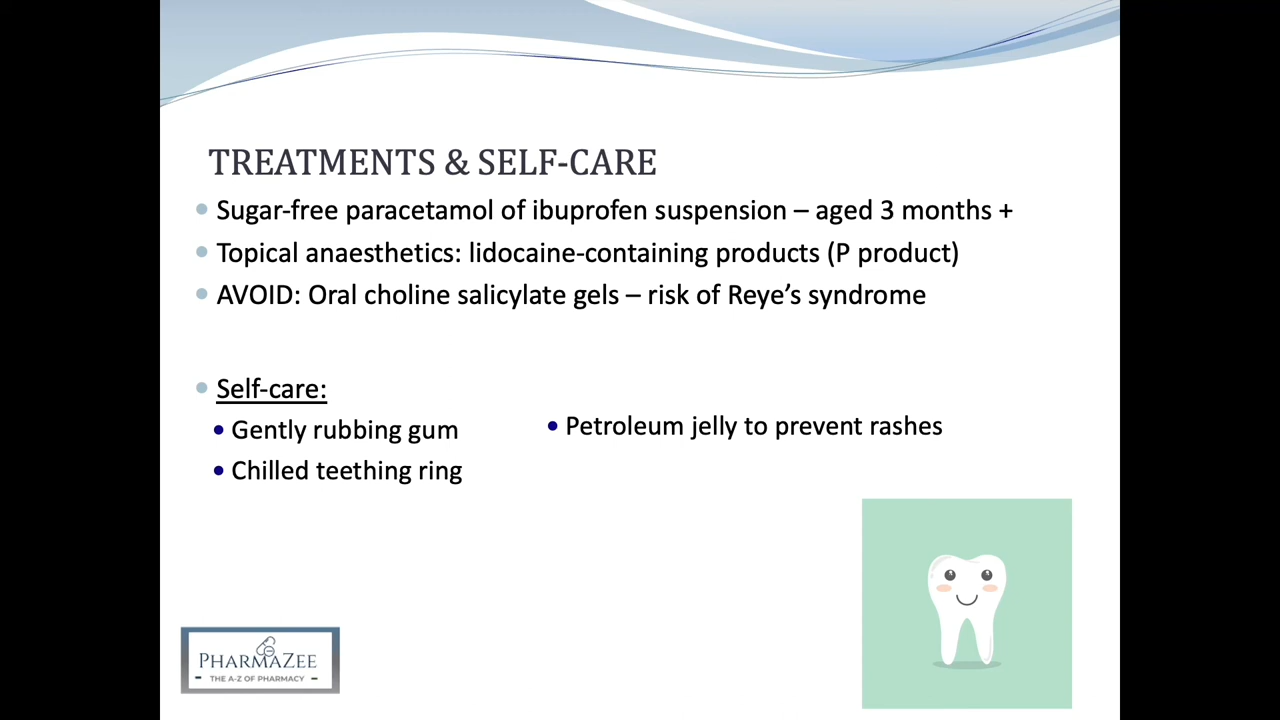 TREATMENTS & SELF-CARE
Sugar-free paracetamol of ibuprofen suspension – aged 3 months +
Topical anaesthetics: lidocaine-containing products (P product)
AVOID: Oral choline salicylate gels – risk of Reye’s syndrome
Self-care:
Gently rubbing gum
Chilled teething ring
Petroleum jelly to prevent rashes
PHARMAZEE
THE A-Z OF PHARMACY